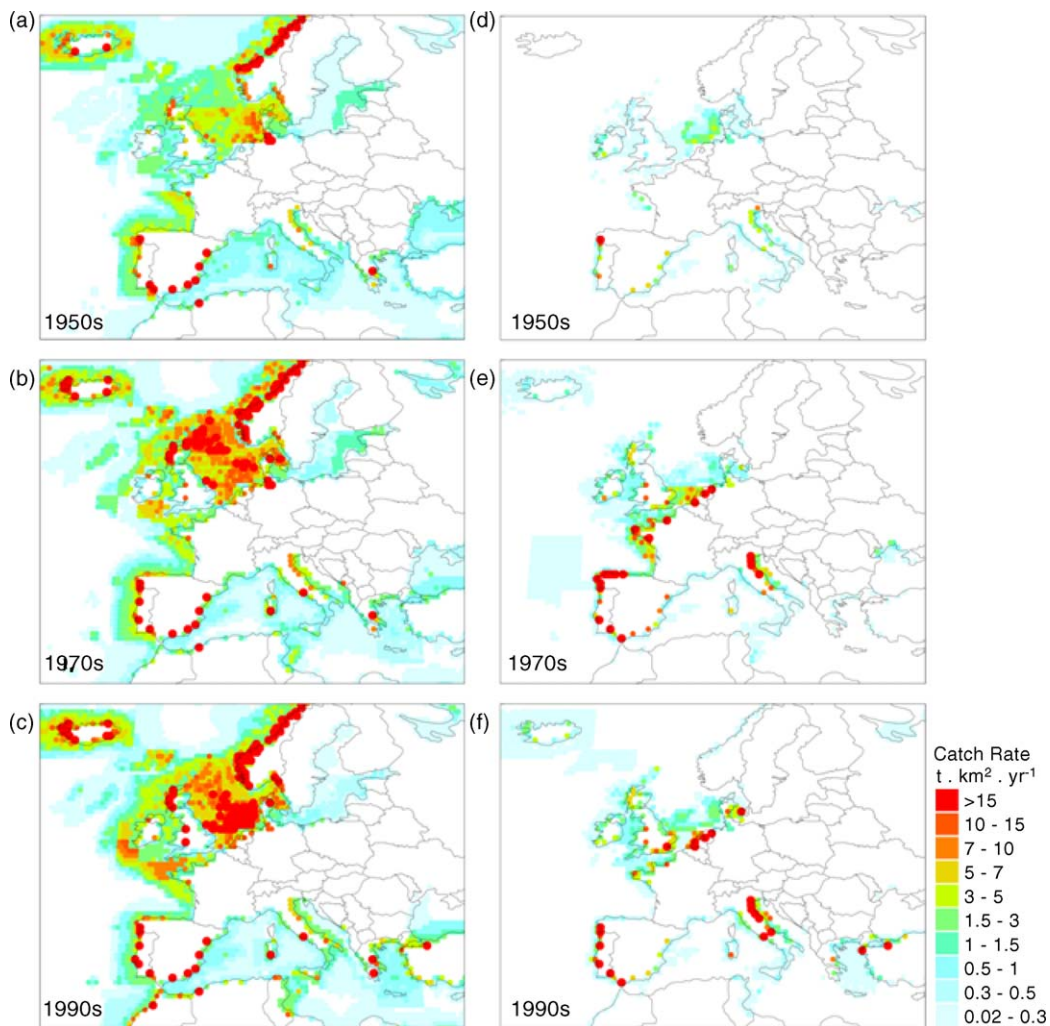 (a)
1950s
(d)
1950s
(b)
1970s
(e)
1970s
(c)
1990s
(f)
1990s
Catch Rate
t . km² . yr⁻¹
>15
10 - 15
7 - 10
5 - 7
3 - 5
1.5 - 3
1 - 1.5
0.5 - 1
0.3 - 0.5
0.02 - 0.3